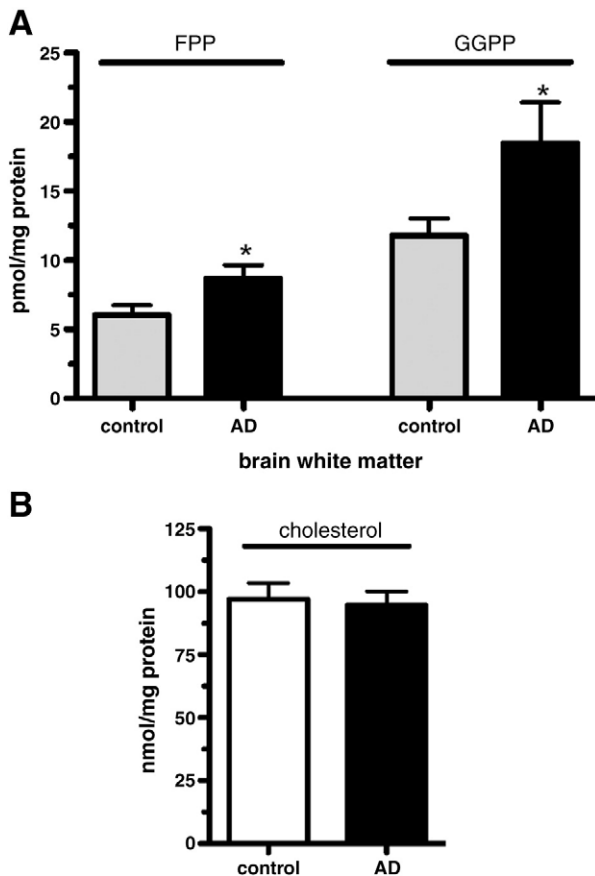 A
FPP GGPP
25
20
15
10
5
0
pmol/mg protein
* *
control AD control AD
brain white matter
B
cholesterol
125
100
75
50
25
0
nmol/mg protein
control AD